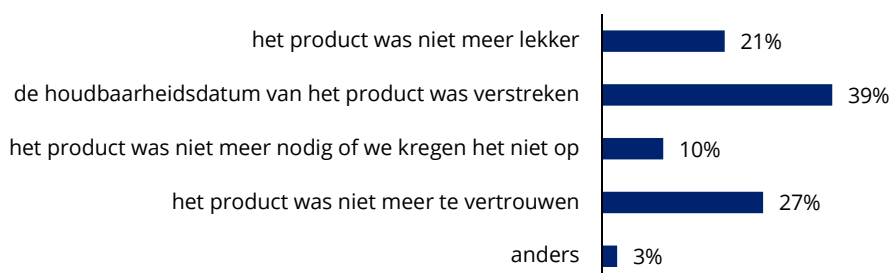 het product was niet meer lekker 21%
de houdbaarheidsdatum van het product was verstreken 39%
het product was niet meer nodig of we kregen het niet op 10%
het product was niet meer te vertrouwen 27%
anders 3%